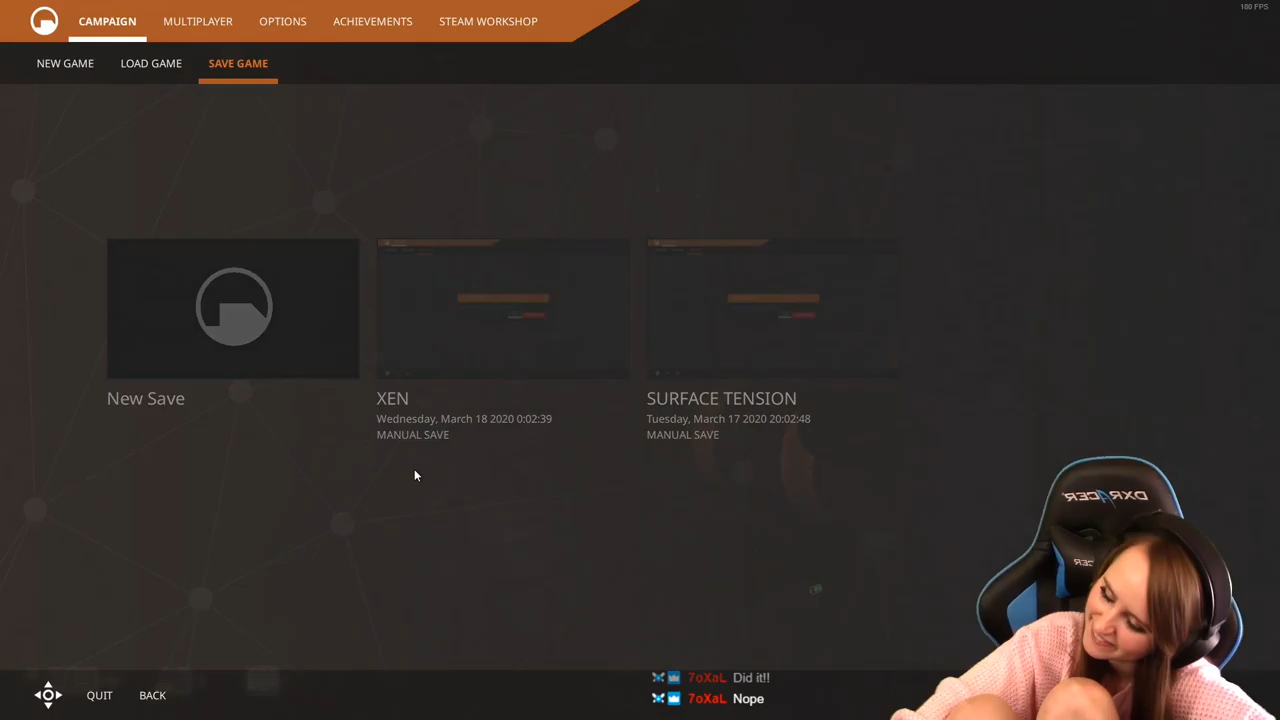 180 FPS
CAMPAIGN MULTIPLAYER OPTIONS ACHIEVEMENTS STEAM WORKSHOP
NEW GAME LOAD GAME SAVE GAME
New Save
XEN
Wednesday, March 18 2020 0:02:39
MANUAL SAVE
SURFACE TENSION
Tuesday, March 17 2020 20:02:48
MANUAL SAVE
DXRACER
7oXaL Did it!!
7oXaL Nope
QUIT BACK